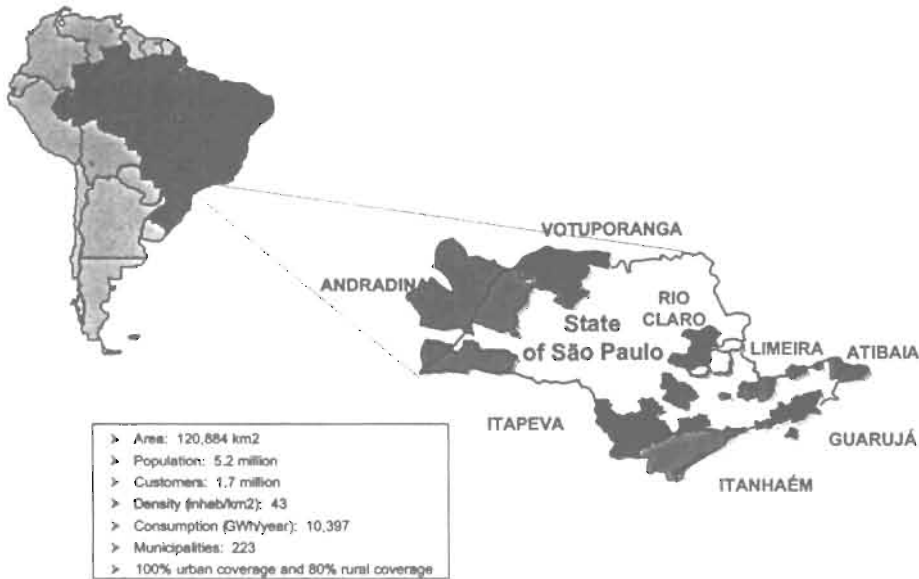 VOTUPORANGA
ANDRADINA
RIO
CLARO
State
of São Paulo
LIMEIRA
ATIBAIA
ITAPEVA
GUARUJÁ
ITANHAÉM
➢ Area: 120,884 km2
➢ Population: 5.2 million
➢ Customers: 1.7 million
➢ Density (inhab/km2): 43
➢ Consumption (GWh/year): 10,397
➢ Municipalities: 223
➢ 100% urban coverage and 80% rural coverage